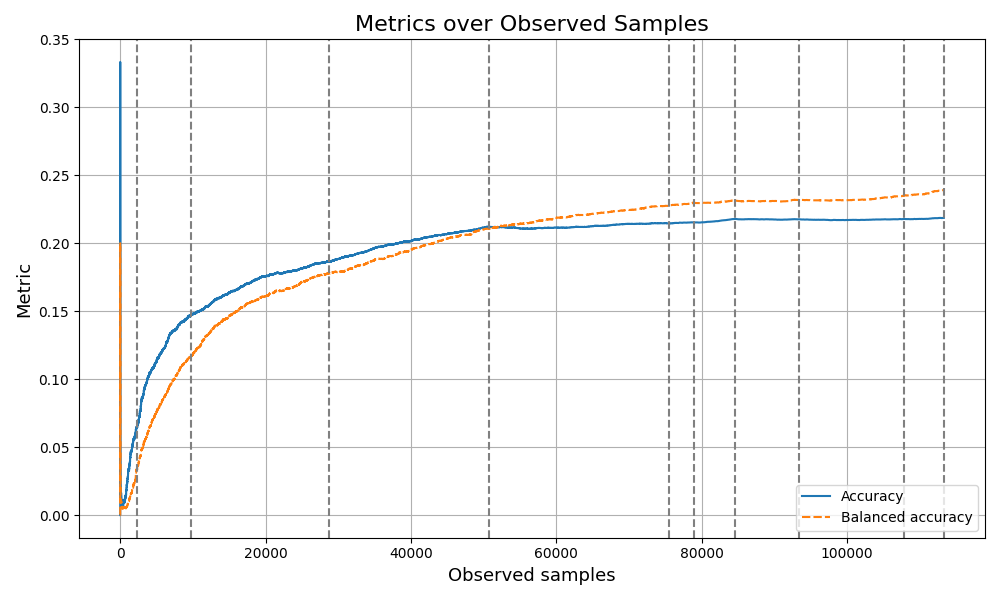 Metrics over Observed Samples
0.35
0.30
0.25
0.20
0.15
0.10
0.05
0.00
Metric
0 20000 40000 60000 80000 100000
Observed samples
Accuracy
Balanced accuracy